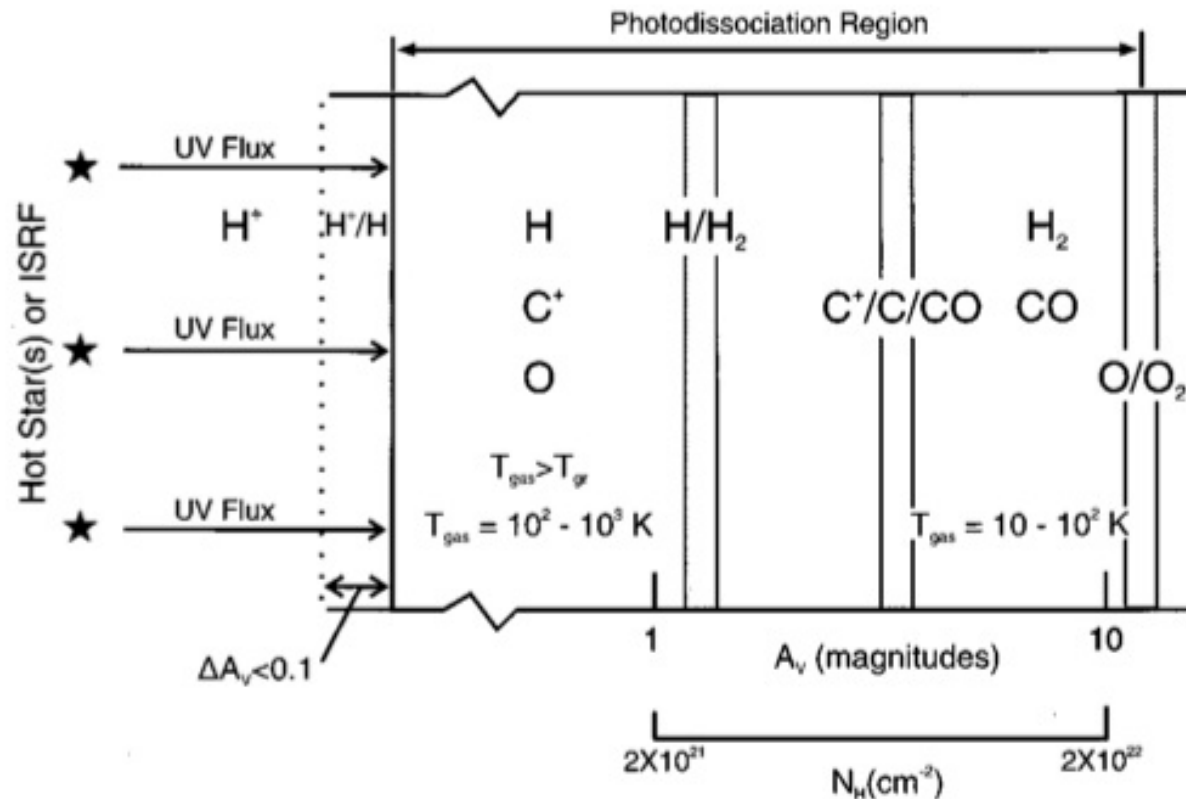 Photodissociation Region
Hot Star(s) or ISRF
UV Flux
H⁺
H⁺/H
H
H/H₂
H₂
C⁺
C⁺/C/CO
CO
UV Flux
O
O/O₂
T_gas>T_gr
UV Flux
T_gas = 10² - 10³ K
T_gas = 10 - 10² K
ΔA_v<0.1
1
A_v (magnitudes)
10
2X10²¹
N_H(cm⁻²)
2X10²²